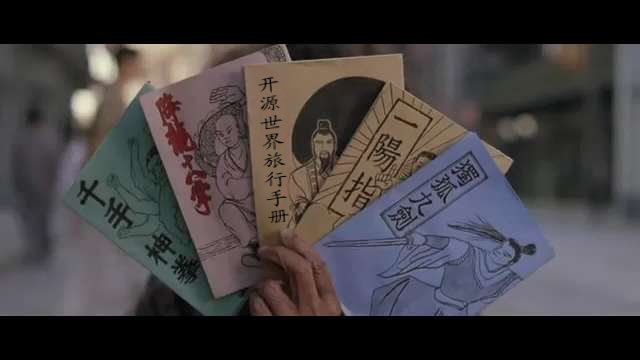 千手神拳
降龍十八掌
开源世界旅行手册
一陽指
獨孤九劍